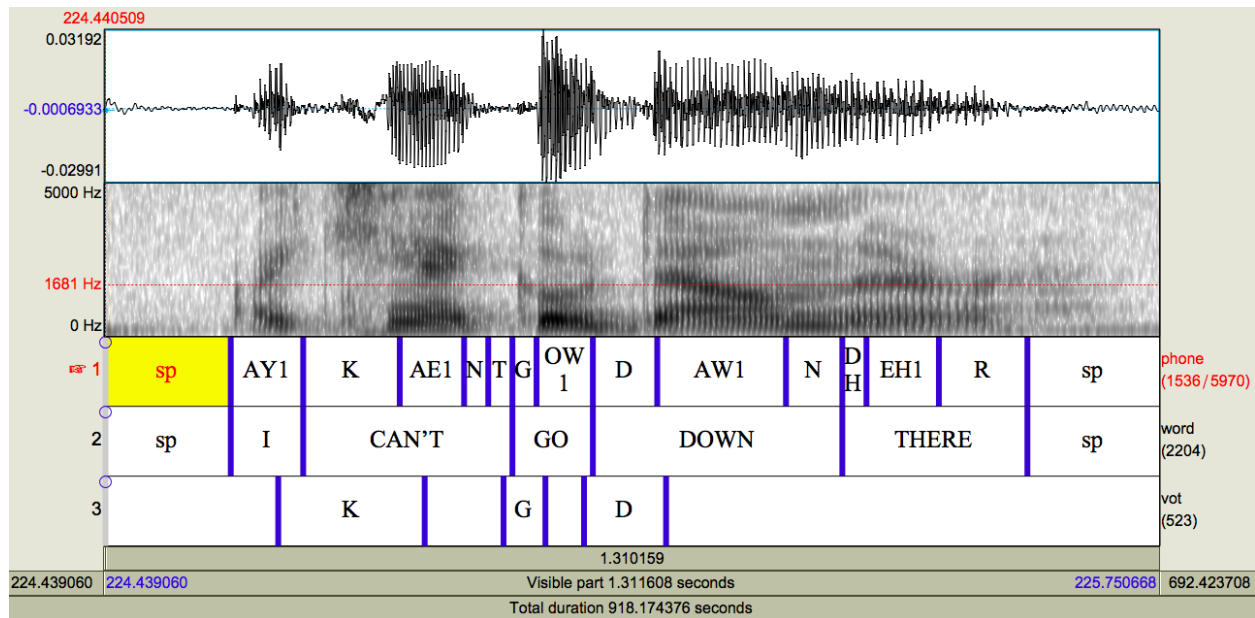 224.440509
0.03192
-0.0006933
-0.02991
5000 Hz
1681 Hz
0 Hz
☞ 1 sp AY1 K AE1 N T G OW1 D AW1 N DH EH1 R sp phone (1536/5970)
2 sp I CAN'T GO DOWN THERE sp word (2204)
3 K G D vot (523)
1.310159
224.439060 224.439060 Visible part 1.311608 seconds 225.750668 692.423708
Total duration 918.174376 seconds